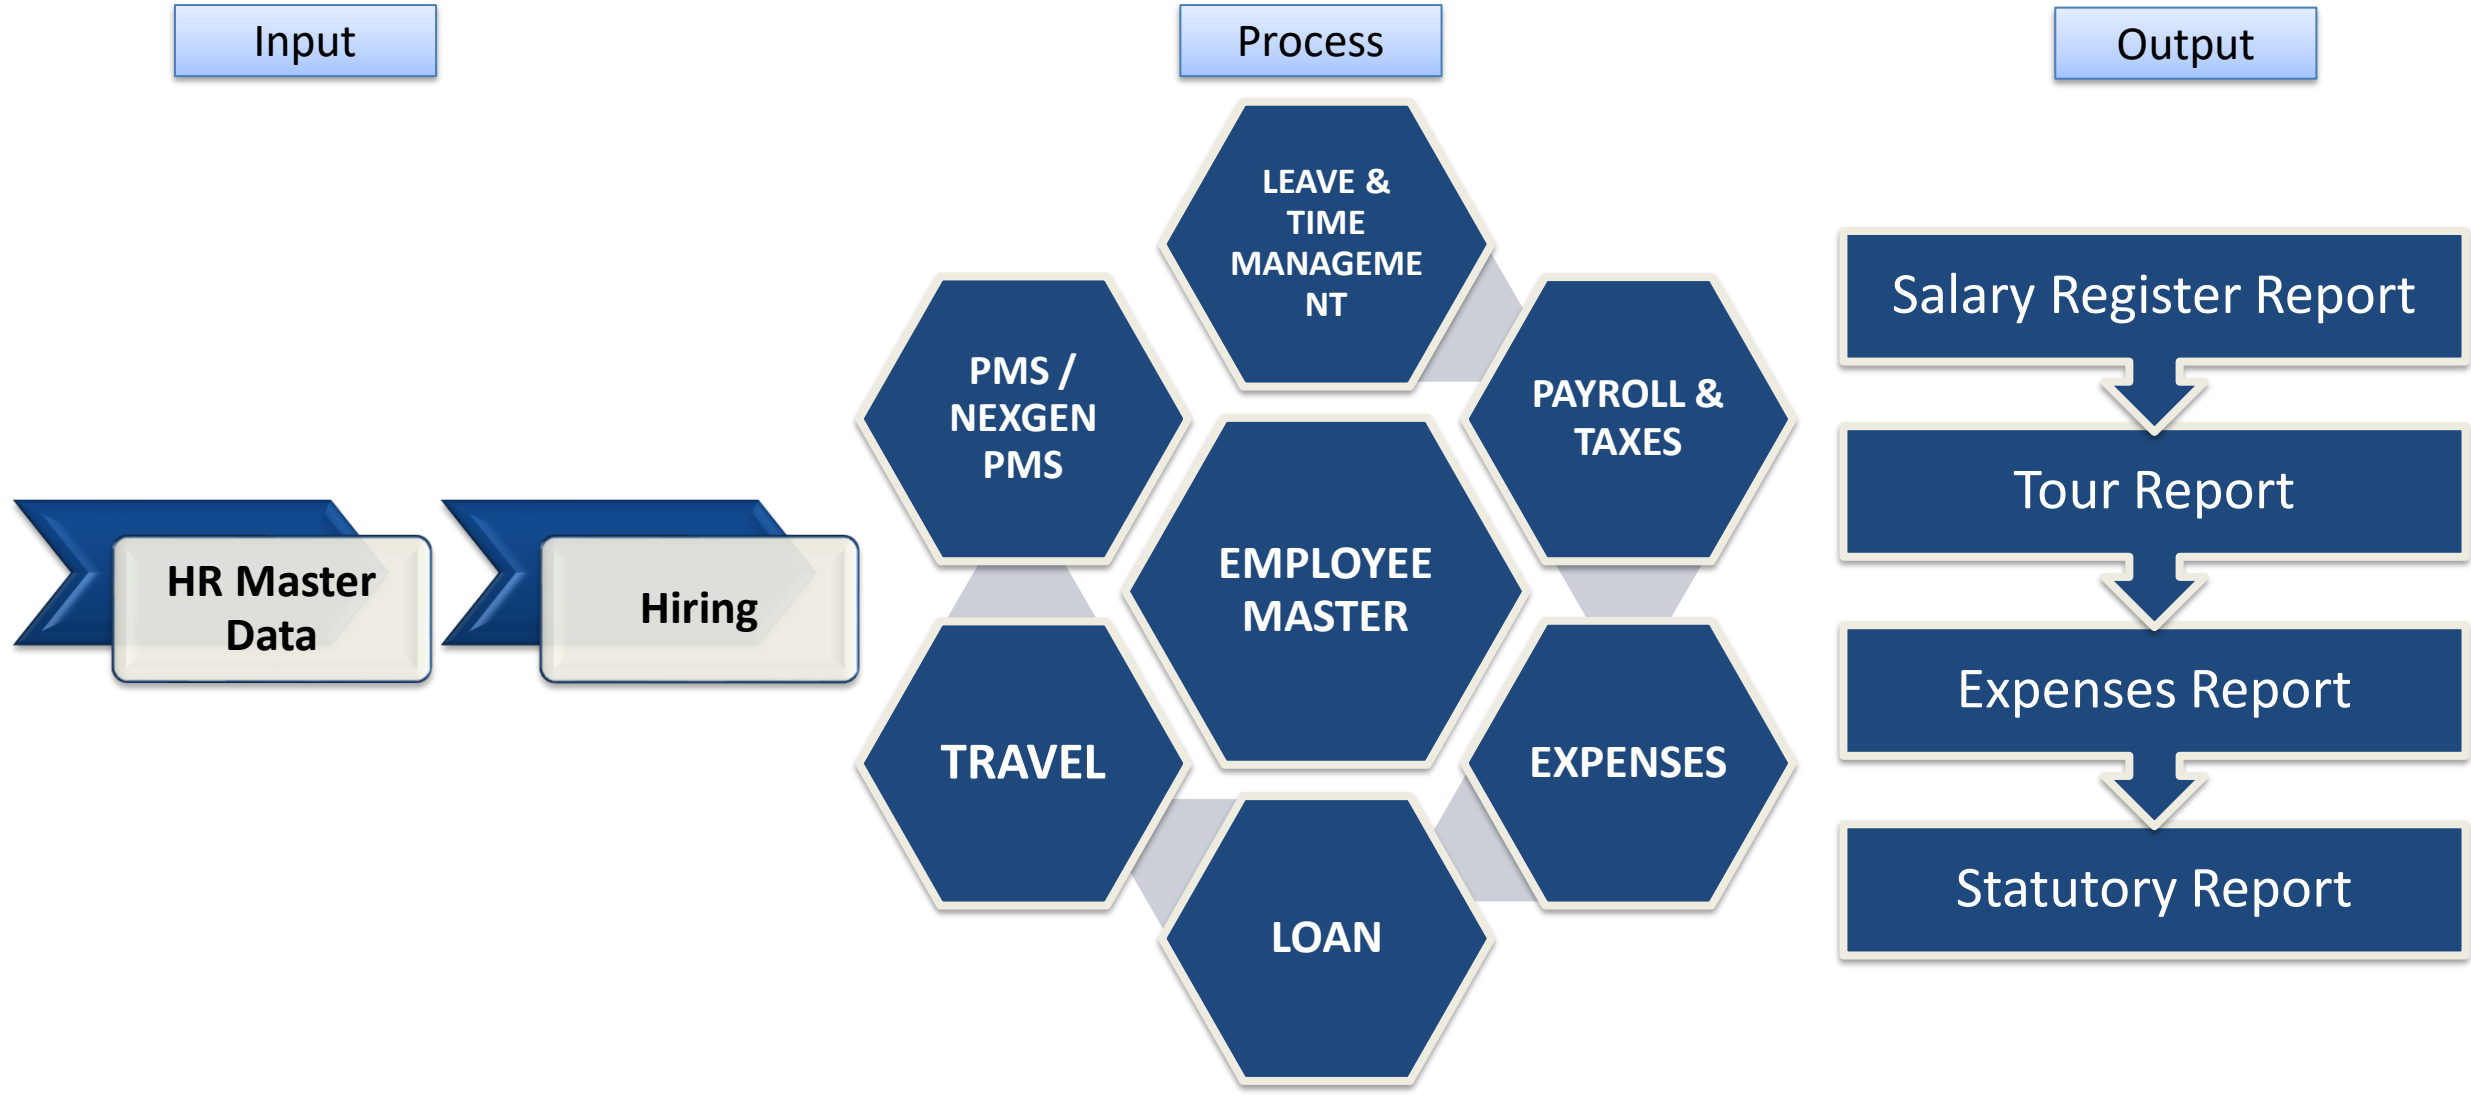 Input
Process
Output
HR Master
Data
Hiring
LEAVE &
TIME
MANAGEME
NT
PMS /
NEXGEN
PMS
PAYROLL &
TAXES
EMPLOYEE
MASTER
TRAVEL
EXPENSES
LOAN
Salary Register Report
Tour Report
Expenses Report
Statutory Report